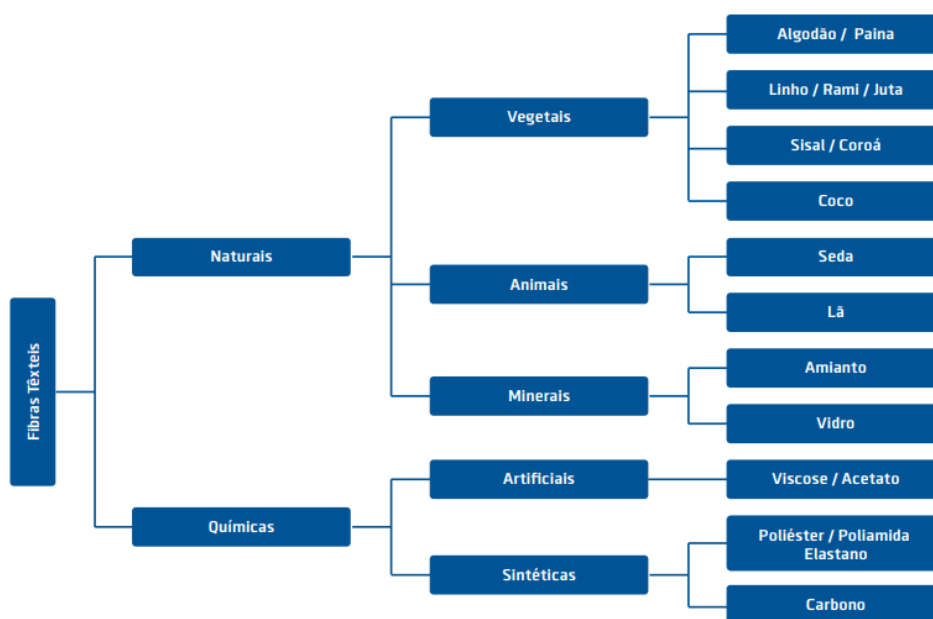 Fibras Têxteis
Naturais
Vegetais
Algodão / Paina
Linho / Rami / Juta
Sisal / Coroá
Coco
Animais
Seda
Lã
Minerais
Amianto
Vidro
Químicas
Artificiais
Viscose / Acetato
Sintéticas
Poliéster / Poliamida
Elastano
Carbono